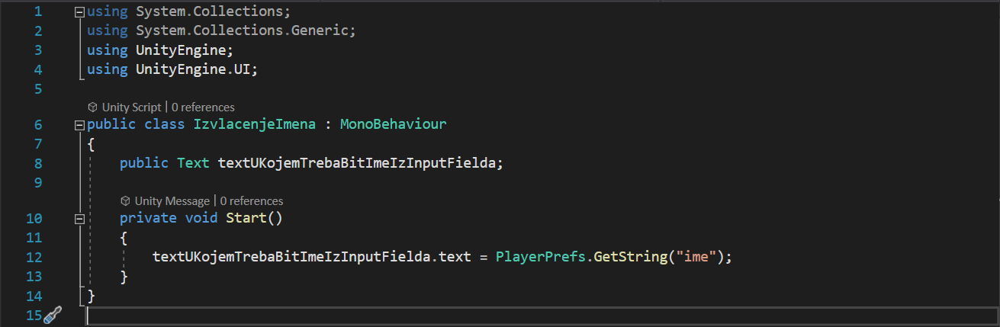 1 using System.Collections;
2 using System.Collections.Generic;
3 using UnityEngine;
4 using UnityEngine.UI;
5
Unity Script | 0 references
6 public class IzvlacenjeImena : MonoBehaviour
7 {
8 public Text textUKojemTrebaBitImeIzInputFielda;
9
Unity Message | 0 references
10 private void Start()
11 {
12 textUKojemTrebaBitImeIzInputFielda.text = PlayerPrefs.GetString("ime");
13 }
14 }
15